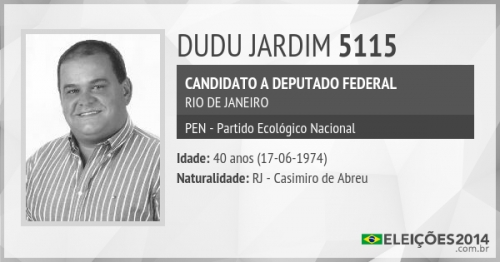 DUDU JARDIM 5115
CANDIDATO A DEPUTADO FEDERAL
RIO DE JANEIRO
PEN - Partido Ecológico Nacional
Idade: 40 anos (17-06-1974)
Naturalidade: RJ - Casimiro de Abreu
ELEIÇÕES2014
.com.br